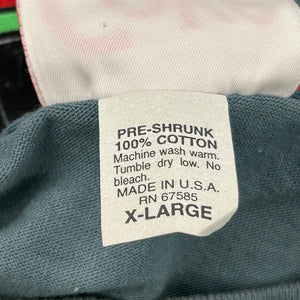 PRE-SHRUNK
100% COTTON
Machine wash warm.
Tumble dry low. No
bleach.
MADE IN U.S.A.
RN 67585
X-LARGE